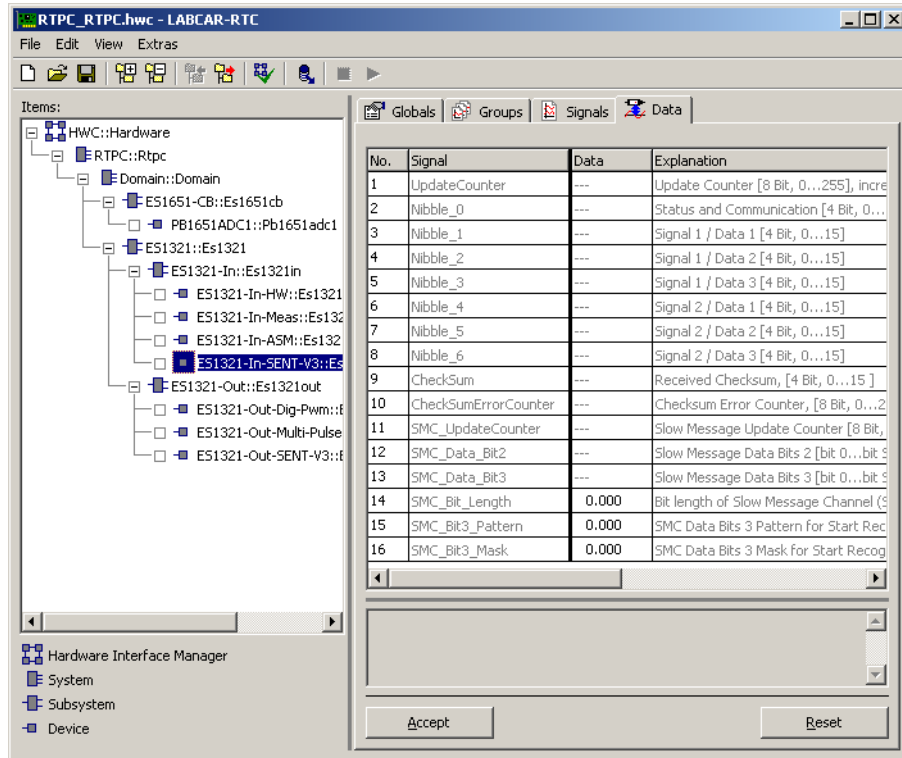 RTPC_RTPC.hwc - LABCAR-RTC
File Edit View Extras
Items:
HWC::Hardware
RTPC::Rtpc
Domain::Domain
ES1651-CB::Es1651cb
PB1651ADC1::Pb1651adc1
ES1321::Es1321
ES1321-In::Es1321in
ES1321-In-HW::Es1321
ES1321-In-Meas::Es132
ES1321-In-ASM::Es132
ES1321-In-SENT-V3::Es
ES1321-Out::Es1321out
ES1321-Out-Dig-Pwm::E
ES1321-Out-Multi-Pulse
ES1321-Out-SENT-V3::E
Hardware Interface Manager
System
Subsystem
Device
Globals Groups Signals Data
No. Signal Data Explanation
1 UpdateCounter --- Update Counter [8 Bit, 0...255], incre
2 Nibble_0 --- Status and Communication [4 Bit, 0...
3 Nibble_1 --- Signal 1 / Data 1 [4 Bit, 0...15]
4 Nibble_2 --- Signal 1 / Data 2 [4 Bit, 0...15]
5 Nibble_3 --- Signal 1 / Data 3 [4 Bit, 0...15]
6 Nibble_4 --- Signal 2 / Data 1 [4 Bit, 0...15]
7 Nibble_5 --- Signal 2 / Data 2 [4 Bit, 0...15]
8 Nibble_6 --- Signal 2 / Data 3 [4 Bit, 0...15]
9 CheckSum --- Received Checksum, [4 Bit, 0...15 ]
10 CheckSumErrorCounter --- Checksum Error Counter, [8 Bit, 0...2
11 SMC_UpdateCounter --- Slow Message Update Counter [8 Bit,
12 SMC_Data_Bit2 --- Slow Message Data Bits 2 [bit 0...bit 5
13 SMC_Data_Bit3 --- Slow Message Data Bits 3 [bit 0...bit 5
14 SMC_Bit_Length 0.000 Bit length of Slow Message Channel (S
15 SMC_Bit3_Pattern 0.000 SMC Data Bits 3 Pattern for Start Rec
16 SMC_Bit3_Mask 0.000 SMC Data Bits 3 Mask for Start Recog
Accept Reset